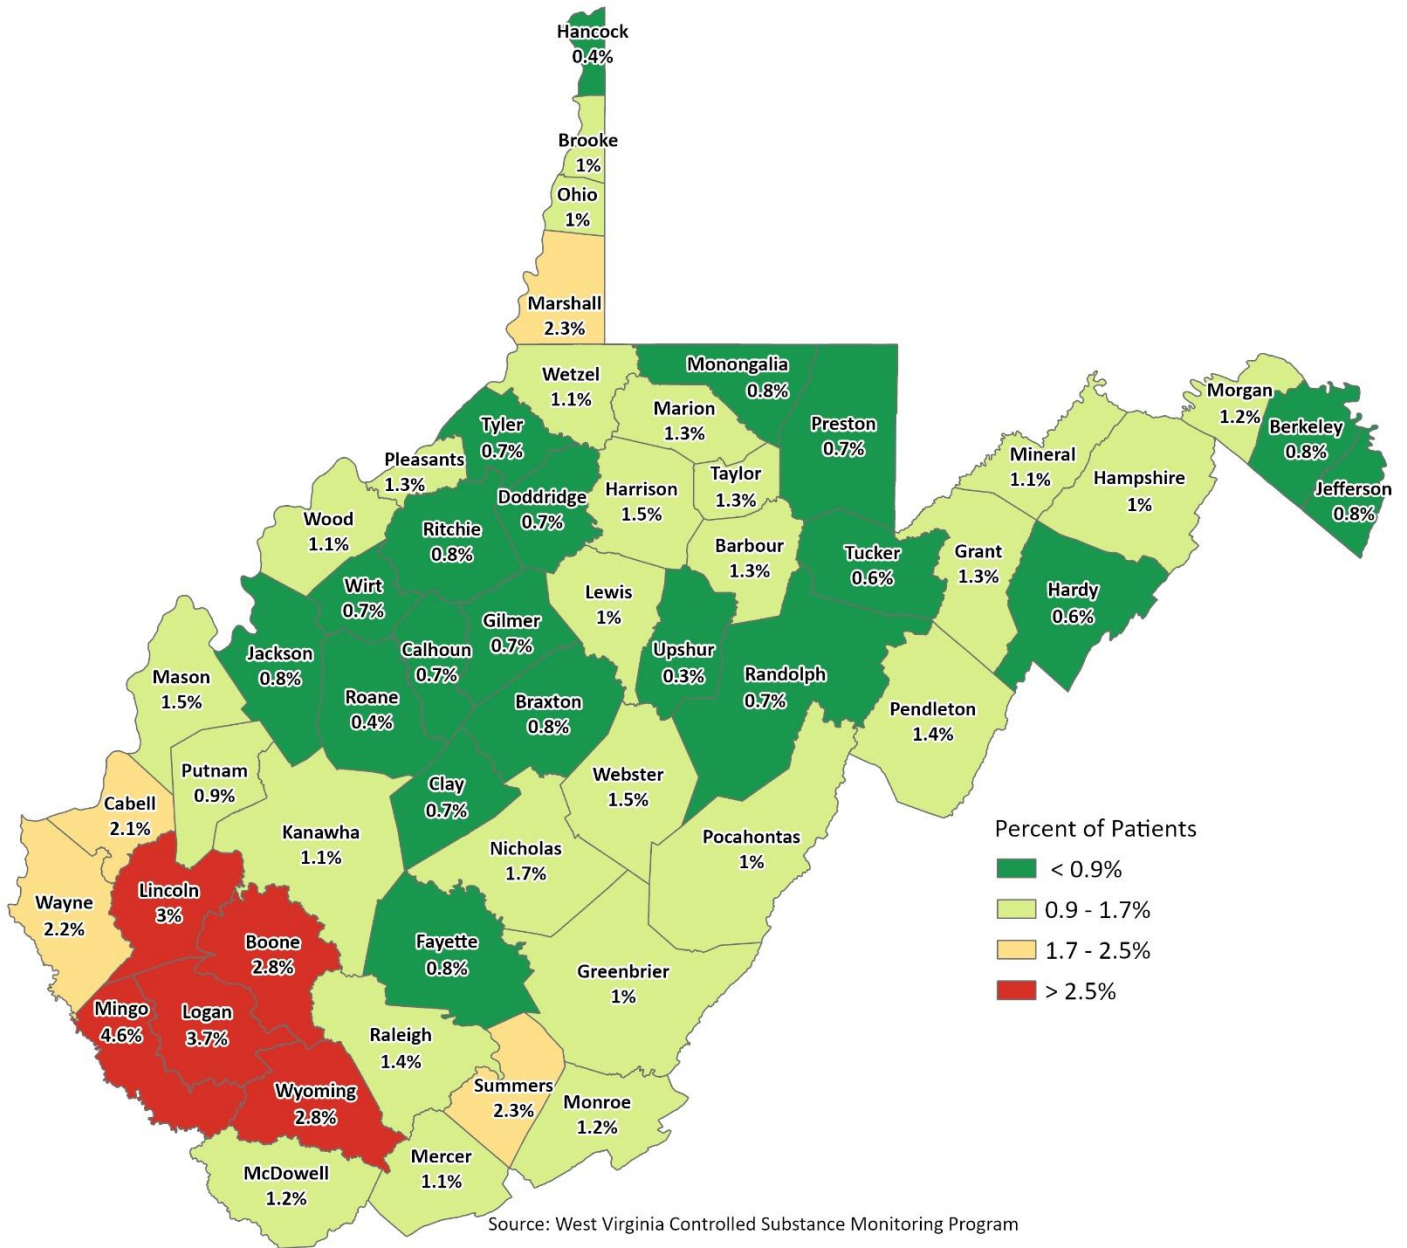 Hancock
0.4%
Brooke
1%
Ohio
1%
Marshall
2.3%
Wetzel
1.1%
Monongalia
0.8%
Marion
1.3%
Preston
0.7%
Tyler
0.7%
Pleasants
1.3%
Doddridge
0.7%
Harrison
1.5%
Taylor
1.3%
Mineral
1.1%
Hampshire
1%
Morgan
1.2%
Berkeley
0.8%
Jefferson
0.8%
Wood
1.1%
Ritchie
0.8%
Barbour
1.3%
Tucker
0.6%
Grant
1.3%
Hardy
0.6%
Wirt
0.7%
Lewis
1%
Gilmer
0.7%
Calhoun
0.7%
Jackson
0.8%
Roane
0.4%
Upshur
0.3%
Randolph
0.7%
Mason
1.5%
Braxton
0.8%
Pendleton
1.4%
Putnam
0.9%
Clay
0.7%
Webster
1.5%
Cabell
2.1%
Kanawha
1.1%
Nicholas
1.7%
Pocahontas
1%
Lincoln
3%
Wayne
2.2%
Boone
2.8%
Fayette
0.8%
Greenbrier
1%
Mingo
4.6%
Logan
3.7%
Raleigh
1.4%
Wyoming
2.8%
Summers
2.3%
Monroe
1.2%
McDowell
1.2%
Mercer
1.1%
Percent of Patients
< 0.9%
0.9 - 1.7%
1.7 - 2.5%
> 2.5%
Source: West Virginia Controlled Substance Monitoring Program